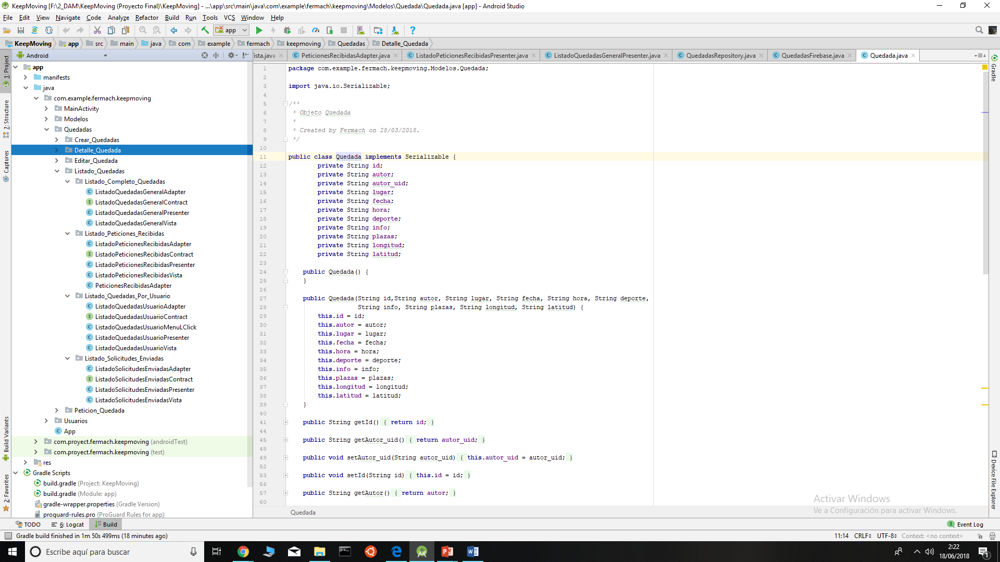 KeepMoving [F:\2_DAM\KeepMoving (Proyecto Final)\KeepMoving] - ...\app\src\main\java\com\example\fermach\keepmoving\Modelos\Quedada\Quedada.java [app] - Android Studio
File Edit View Navigate Code Analyze Refactor Build Run Tools VCS Window Help
app
KeepMoving app src main java com example fermach keepmoving Quedadas Detalle_Quedada
Android
ista.java PeticionesRecibidasAdapter.java ListadoPeticionesRecibidasPresenter.java ListadoQuedadasGeneralPresenter.java QuedadasRepository.java QuedadasFirebase.java Quedada.java
4
1: Project
7: Structure
Captures
Build Variants
2: Favorites
app
manifests
java
com.example.fermach.keepmoving
MainActivity
Modelos
Quedadas
Crear_Quedadas
Detalle_Quedada
Editar_Quedada
Listado_Quedadas
Listado_Completo_Quedadas
C ListadoQuedadasGeneralAdapter
I ListadoQuedadasGeneralContract
C ListadoQuedadasGeneralPresenter
C ListadoQuedadasGeneralVista
Listado_Peticiones_Recibidas
C ListadoPeticionesRecibidasAdapter
I ListadoPeticionesRecibidasContract
C ListadoPeticionesRecibidasPresenter
C ListadoPeticionesRecibidasVista
C PeticionesRecibidasAdapter
Listado_Quedadas_Por_Usuario
C ListadoQuedadasUsuarioAdapter
I ListadoQuedadasUsuarioContract
C ListadoQuedadasUsuarioMenuLClick
C ListadoQuedadasUsuarioPresenter
C ListadoQuedadasUsuarioVista
Listado_Solicitudes_Enviadas
C ListadoSolicitudesEnviadasAdapter
I ListadoSolicitudesEnviadasContract
C ListadoSolicitudesEnviadasPresenter
C ListadoSolicitudesEnviadasVista
Peticion_Quedada
Usuarios
C App
com.proyect.fermach.keepmoving (androidTest)
com.proyect.fermach.keepmoving (test)
res
Gradle Scripts
build.gradle (Project: KeepMoving)
build.gradle (Module: app)
gradle-wrapper.properties (Gradle Version)
proguard-rules.pro (ProGuard Rules for app)
1 package com.example.fermach.keepmoving.Modelos.Quedada;
2
3 import java.io.Serializable;
4
5 /**
6 * Objeto Quedada
7 *
8 * Created by Fermach on 28/03/2018.
9 */
10
11 public class Quedada implements Serializable {
12 private String id;
13 private String autor;
14 private String autor_uid;
15 private String lugar;
16 private String fecha;
17 private String hora;
18 private String deporte;
19 private String info;
20 private String plazas;
21 private String longitud;
22 private String latitud;
23
24 public Quedada() {
25 }
26
27 public Quedada(String id,String autor, String lugar, String fecha, String hora, String deporte,
28 String info, String plazas, String longitud, String latitud) {
29 this.id = id;
30 this.autor = autor;
31 this.lugar = lugar;
32 this.fecha = fecha;
33 this.hora = hora;
34 this.deporte = deporte;
35 this.info = info;
36 this.plazas = plazas;
37 this.longitud = longitud;
38 this.latitud = latitud;
39 }
40
41 public String getId() { return id; }
44
45 public String getAutor_uid() { return autor_uid; }
48
49 public void setAutor_uid(String autor_uid) { this.autor_uid = autor_uid; }
52
53 public void setId(String id) { this.id = id; }
56
57 public String getAutor() { return autor; }
60
Quedada
Gradle
Device File Explorer
Activar Windows
Ve a Configuración para activar Windows.
TODO 6: Logcat Build
3 Event Log
Gradle build finished in 1m 50s 499ms (18 minutes ago)
11:14 CRLF UTF-8 Context: <no context>
Escribe aquí para buscar
2:22
18/06/2018
1